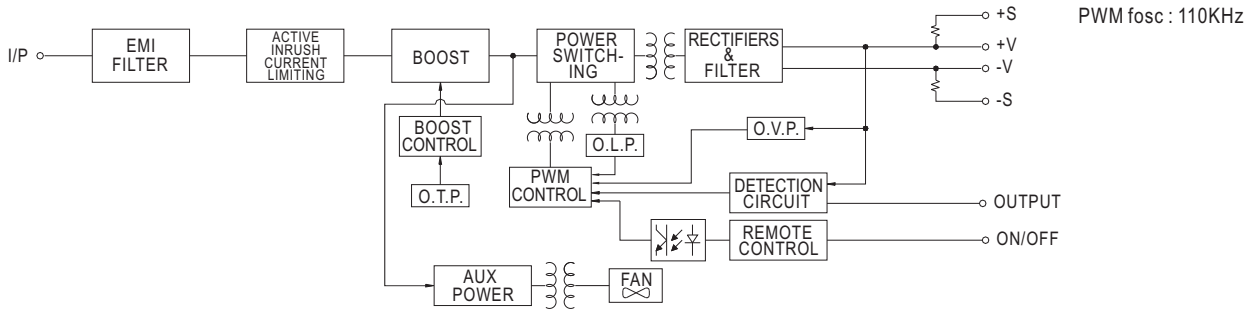 I/P
EMI
FILTER
ACTIVE
INRUSH
CURRENT
LIMITING
BOOST
POWER
SWITCH-
ING
RECTIFIERS
&
FILTER
+S
+V
-V
-S
PWM fosc : 110KHz
BOOST
CONTROL
O.T.P.
O.L.P.
O.V.P.
PWM
CONTROL
DETECTION
CIRCUIT
OUTPUT
REMOTE
CONTROL
ON/OFF
AUX
POWER
FAN